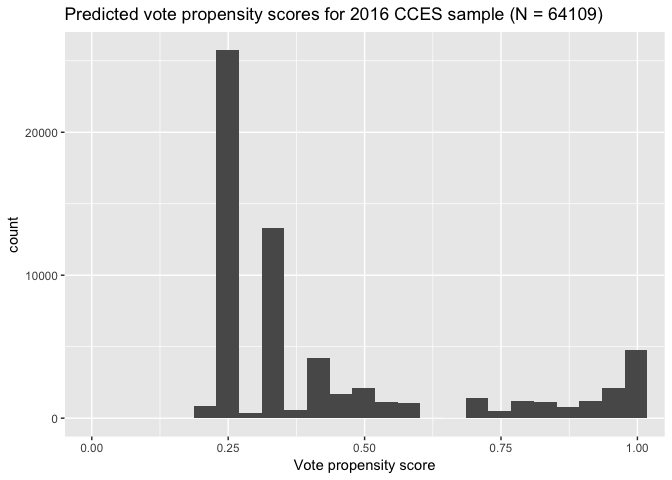 Predicted vote propensity scores for 2016 CCES sample (N = 64109)
20000
10000
0
count
0.00 0.25 0.50 0.75 1.00
Vote propensity score